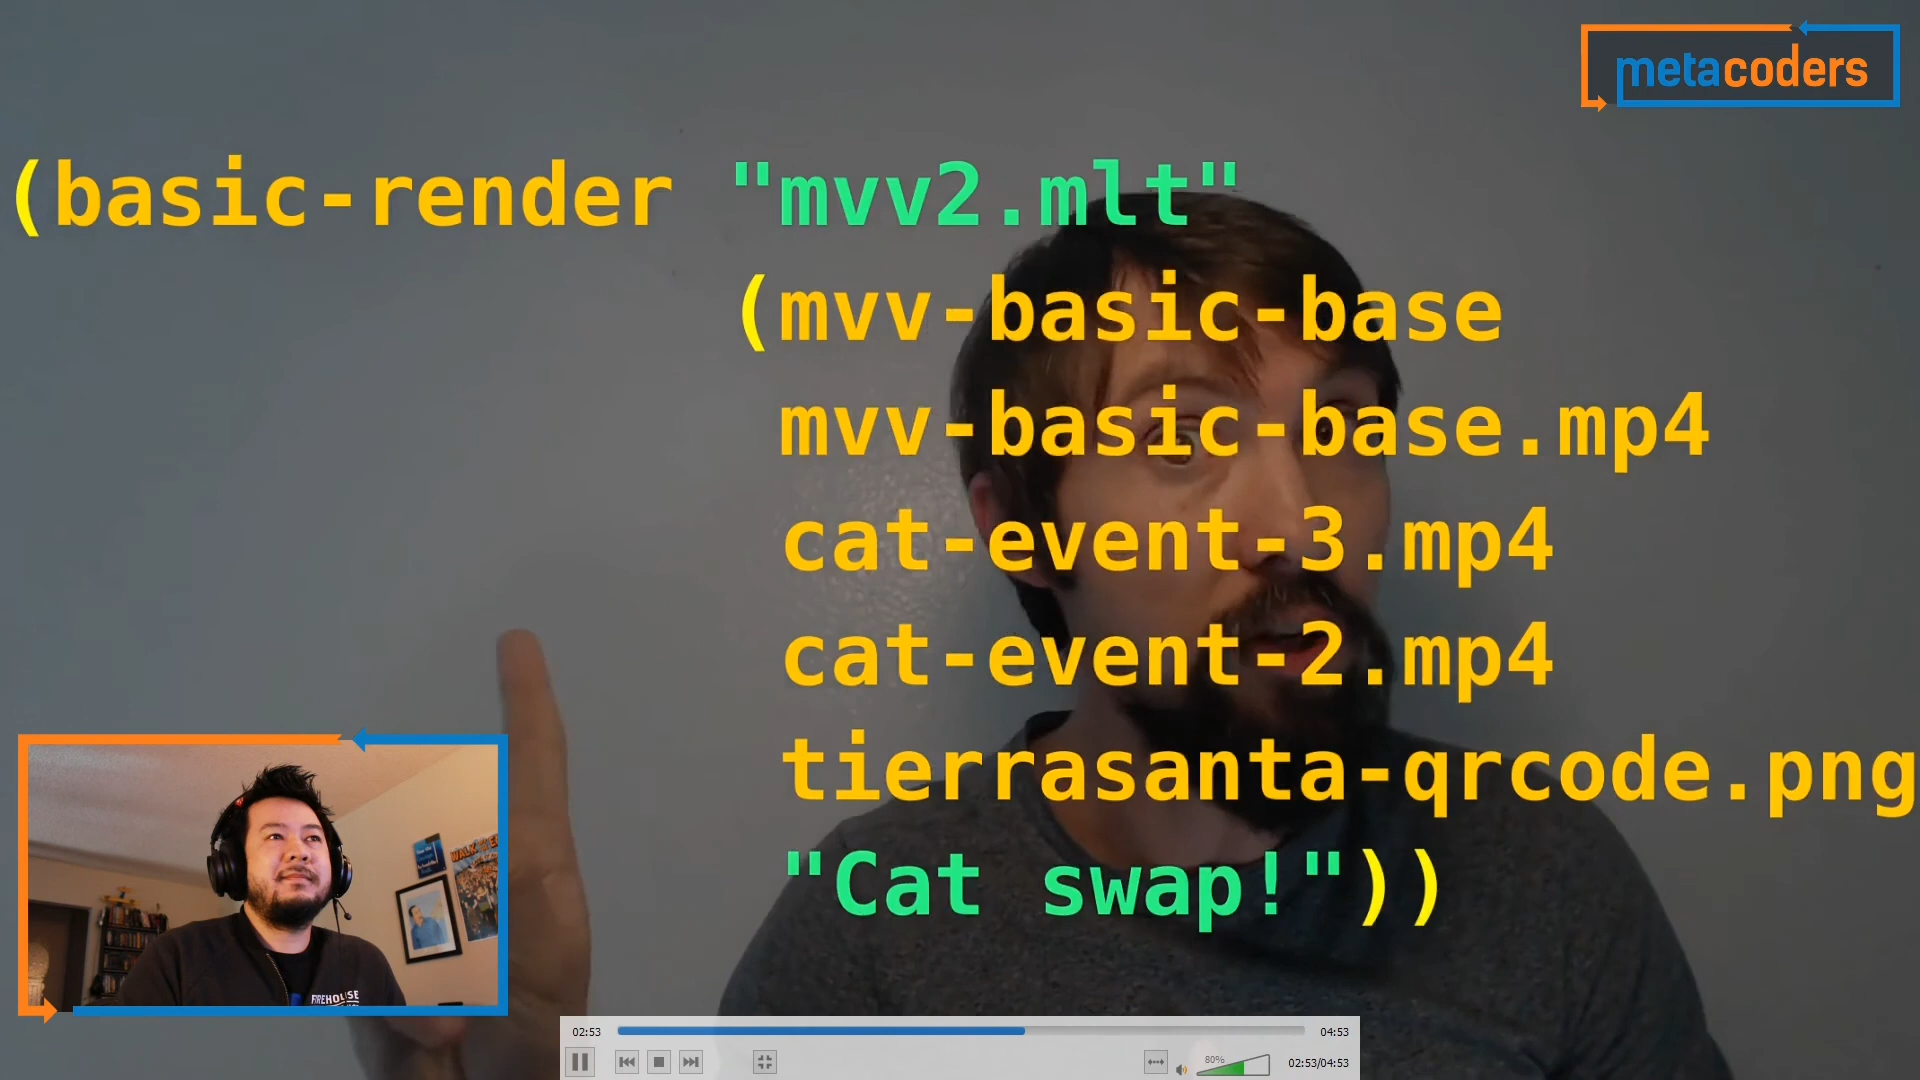 metacoders
(basic-render "mvv2.mlt"
(mvv-basic-base
mvv-basic-base.mp4
cat-event-3.mp4
cat-event-2.mp4
tierrasanta-qrcode.png
"Cat swap!"))
FIREHOUSE
02:53
04:53
80%
02:53/04:53